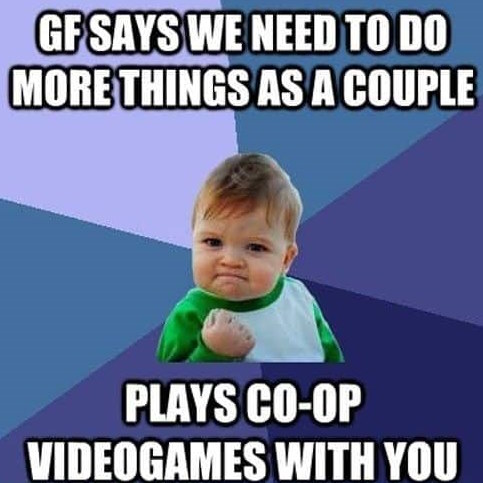 GF SAYS WE NEED TO DO
MORE THINGS AS A COUPLE
PLAYS CO-OP
VIDEOGAMES WITH YOU